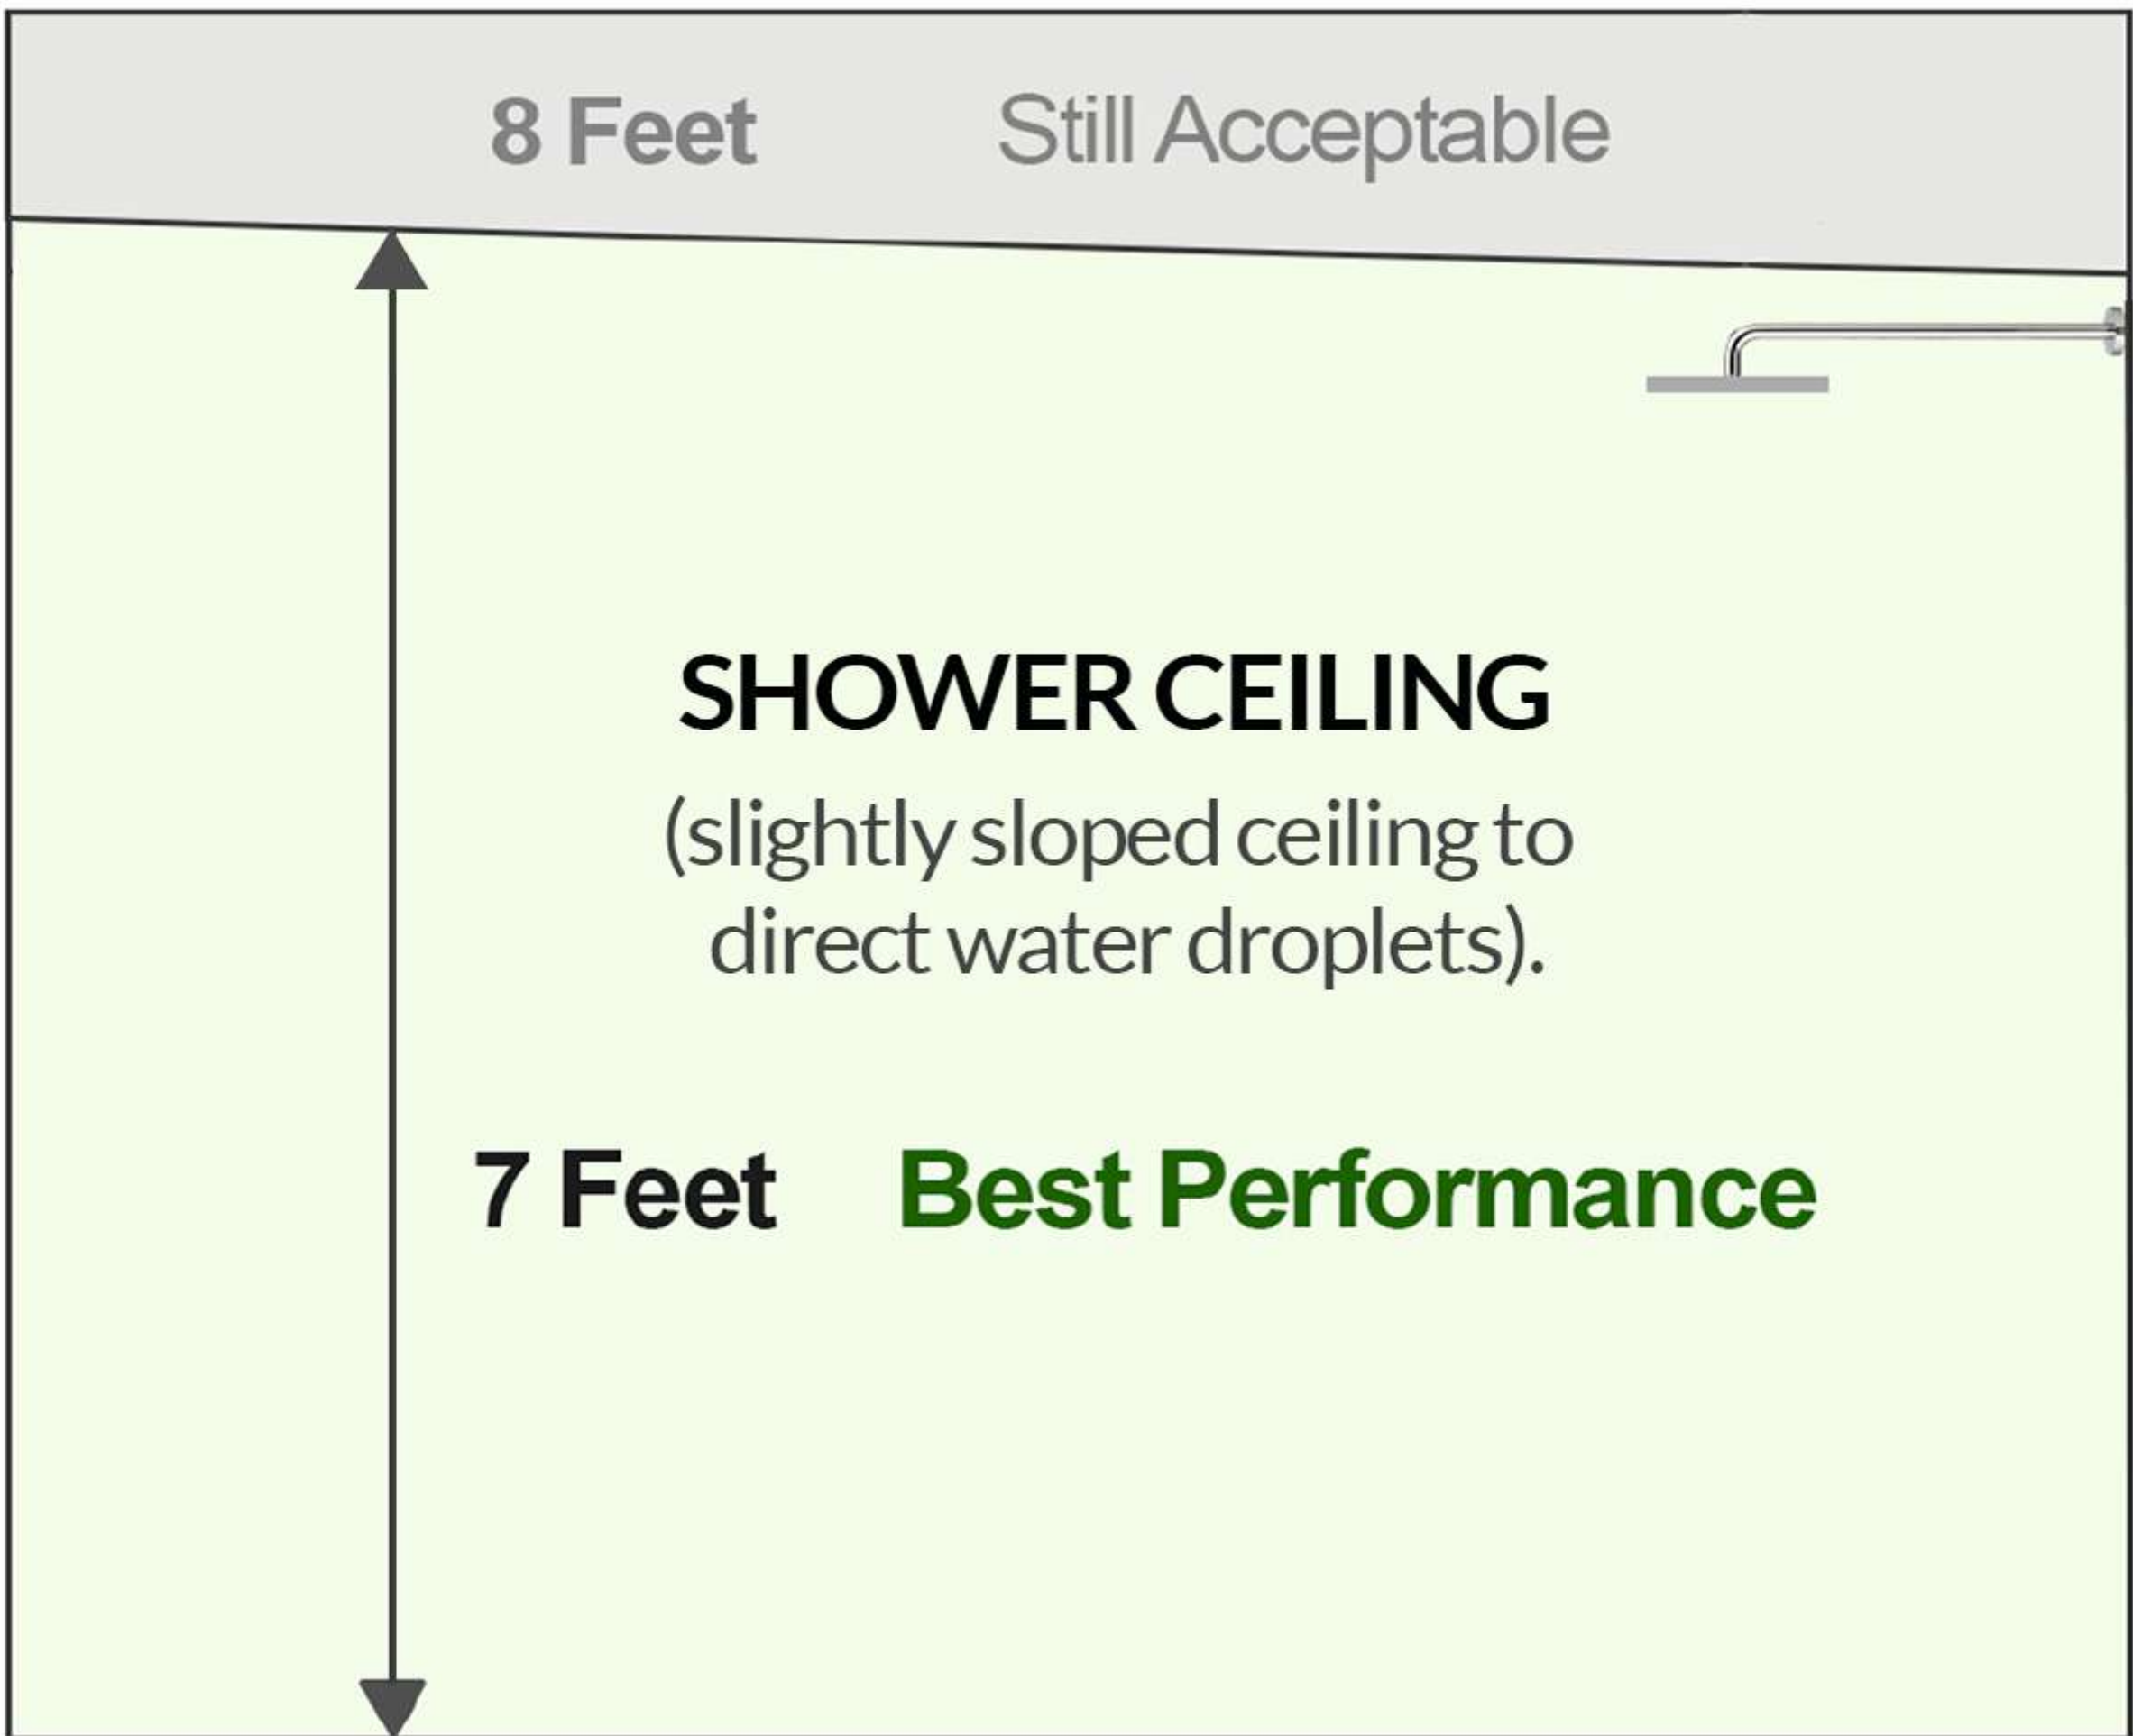 8 Feet Still Acceptable
SHOWER CEILING
(slightly sloped ceiling to
direct water droplets).
7 Feet Best Performance